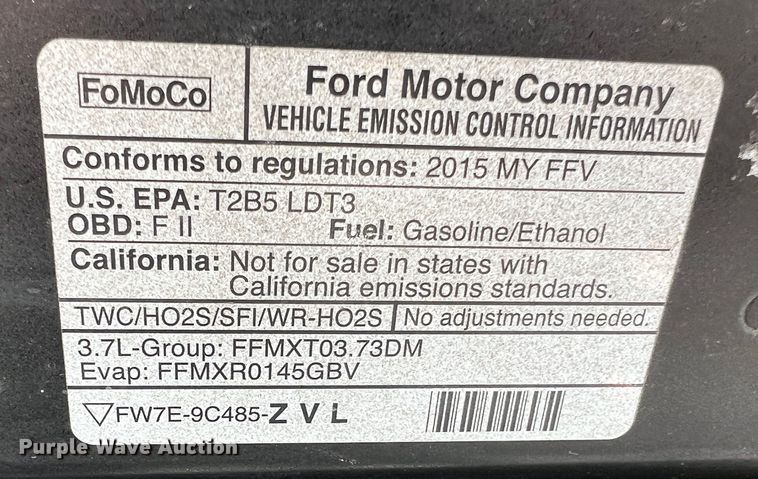 FoMoCo
Ford Motor Company
VEHICLE EMISSION CONTROL INFORMATION
Conforms to regulations: 2015 MY FFV
U.S. EPA: T2B5 LDT3
OBD: F II Fuel: Gasoline/Ethanol
California: Not for sale in states with
California emissions standards.
TWC/HO2S/SFI/WR-HO2S No adjustments needed.
3.7L-Group: FFMXT03.73DM
Evap: FFMXR0145GBV
FW7E-9C485-Z V L
Purple Wave Auction